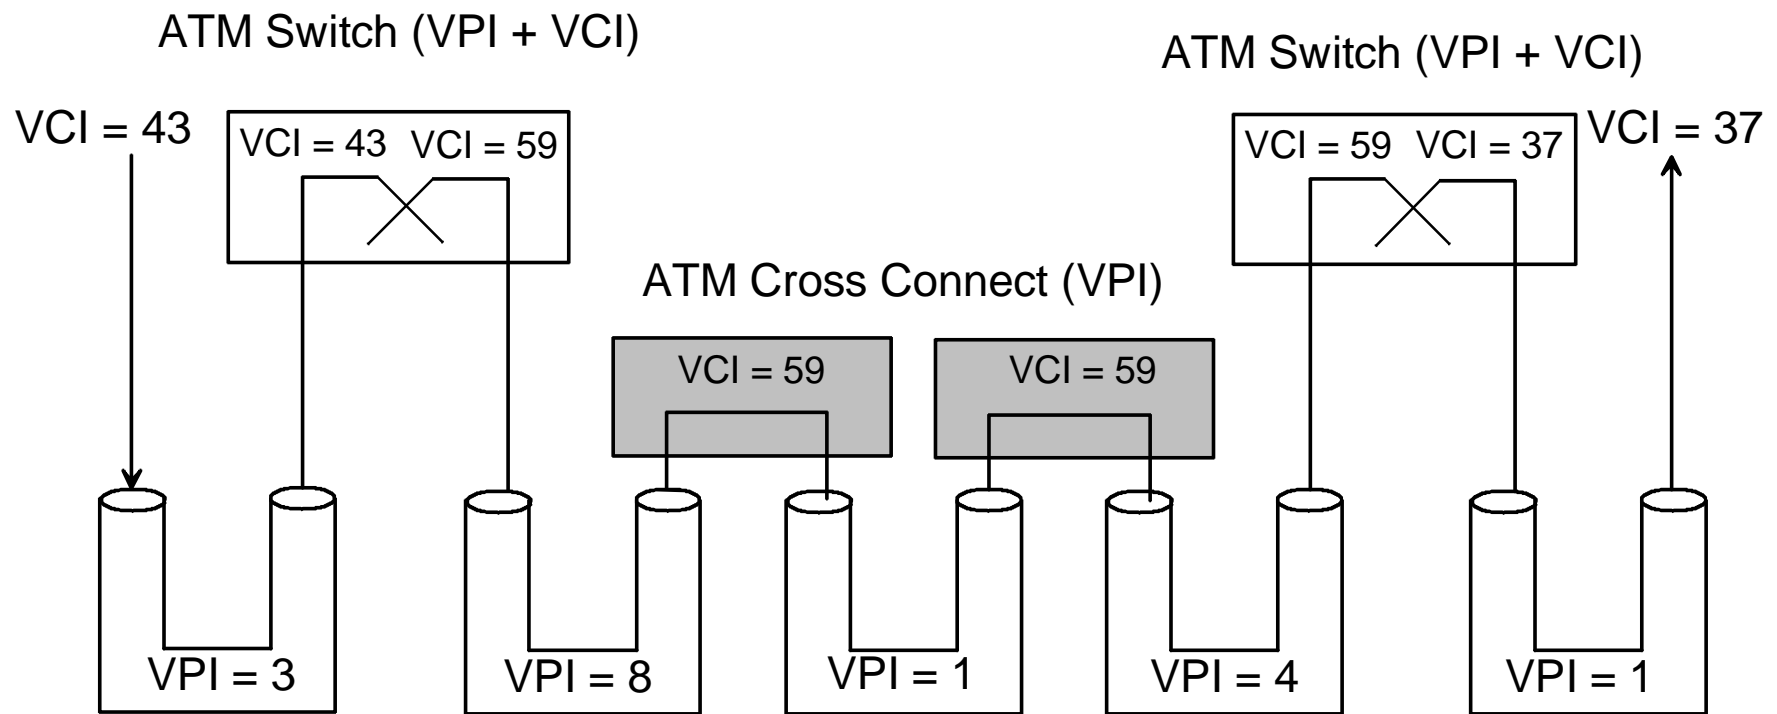 ATM Switch (VPI + VCI)
ATM Switch (VPI + VCI)
VCI = 43
VCI = 43 VCI = 59
VCI = 59 VCI = 37
VCI = 37
ATM Cross Connect (VPI)
VCI = 59
VCI = 59
VPI = 3
VPI = 8
VPI = 1
VPI = 4
VPI = 1